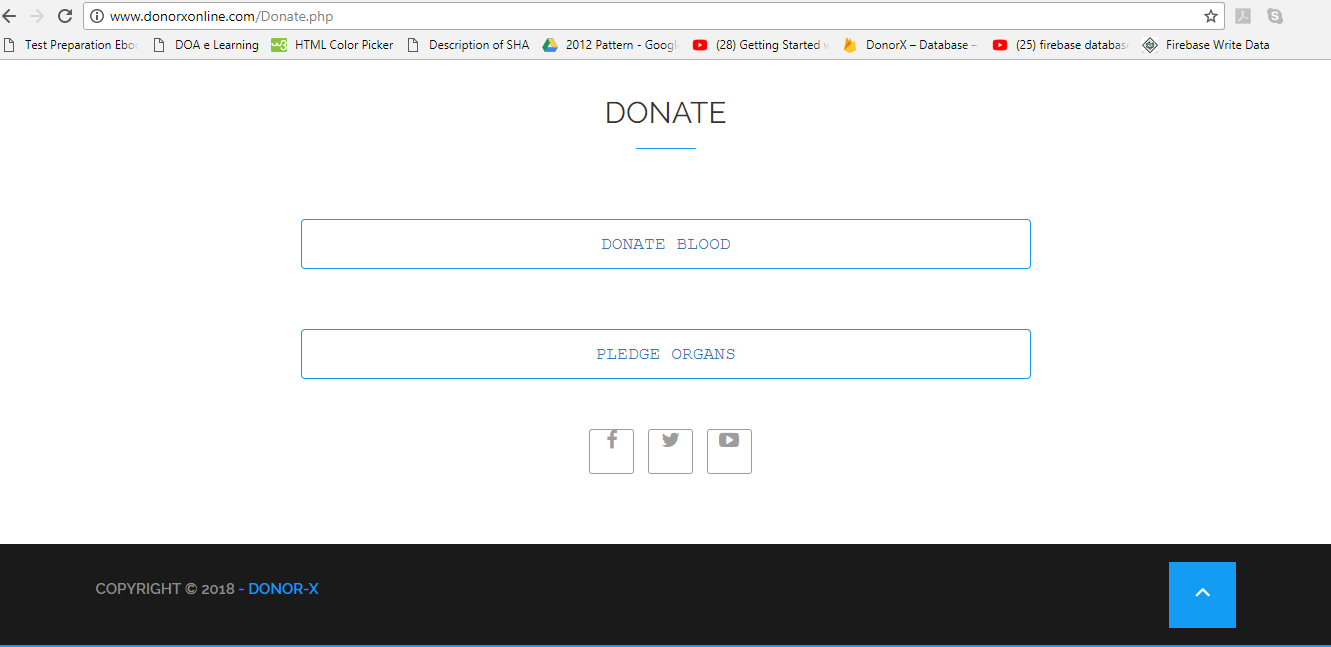 www.donorxonline.com/Donate.php
Test Preparation Ebo
DOA e Learning
HTML Color Picker
Description of SHA
2012 Pattern - Googl
(28) Getting Started
DonorX – Database –
(25) firebase databas
Firebase Write Data
DONATE
DONATE BLOOD
PLEDGE ORGANS
COPYRIGHT © 2018 - DONOR-X